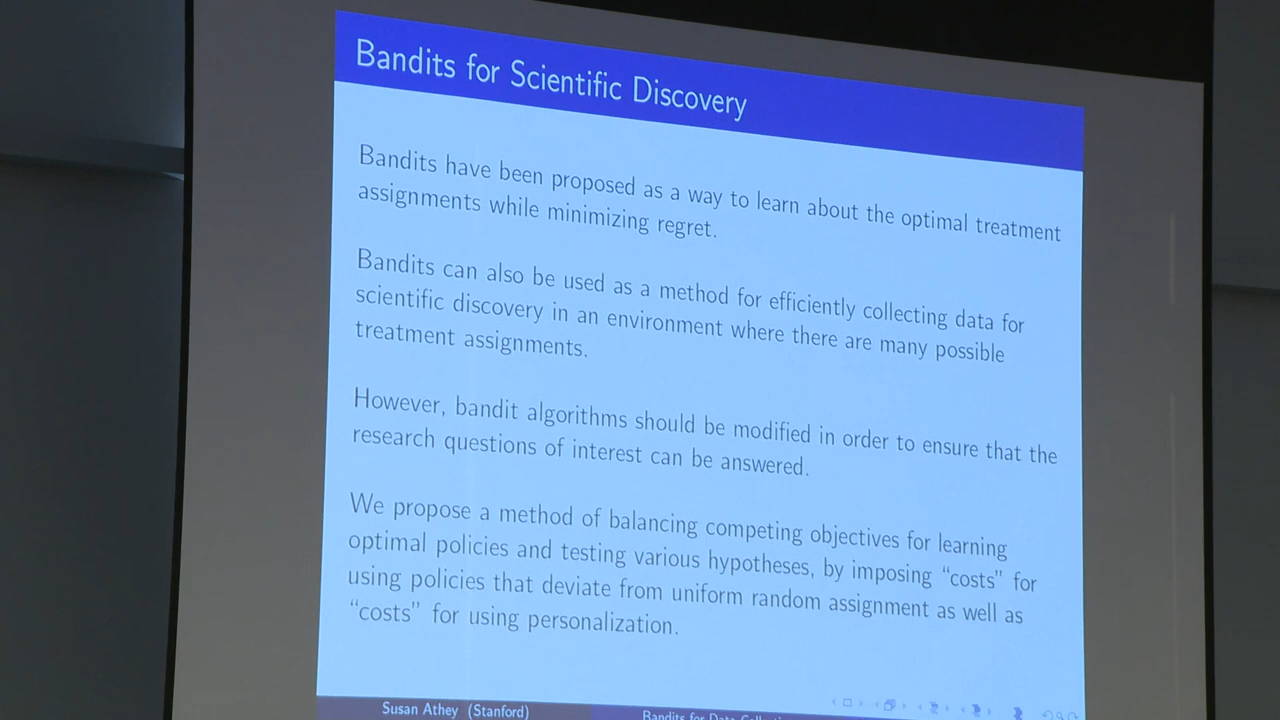 Bandits for Scientific Discovery
Bandits have been proposed as a way to learn about the optimal treatment
assignments while minimizing regret.
Bandits can also be used as a method for efficiently collecting data for
scientific discovery in an environment where there are many possible
treatment assignments.
However, bandit algorithms should be modified in order to ensure that the
research questions of interest can be answered.
We propose a method of balancing competing objectives for learning
optimal policies and testing various hypotheses, by imposing “costs” for
using policies that deviate from uniform random assignment as well as
“costs” for using personalization.
Susan Athey (Stanford)
Bandits for Data